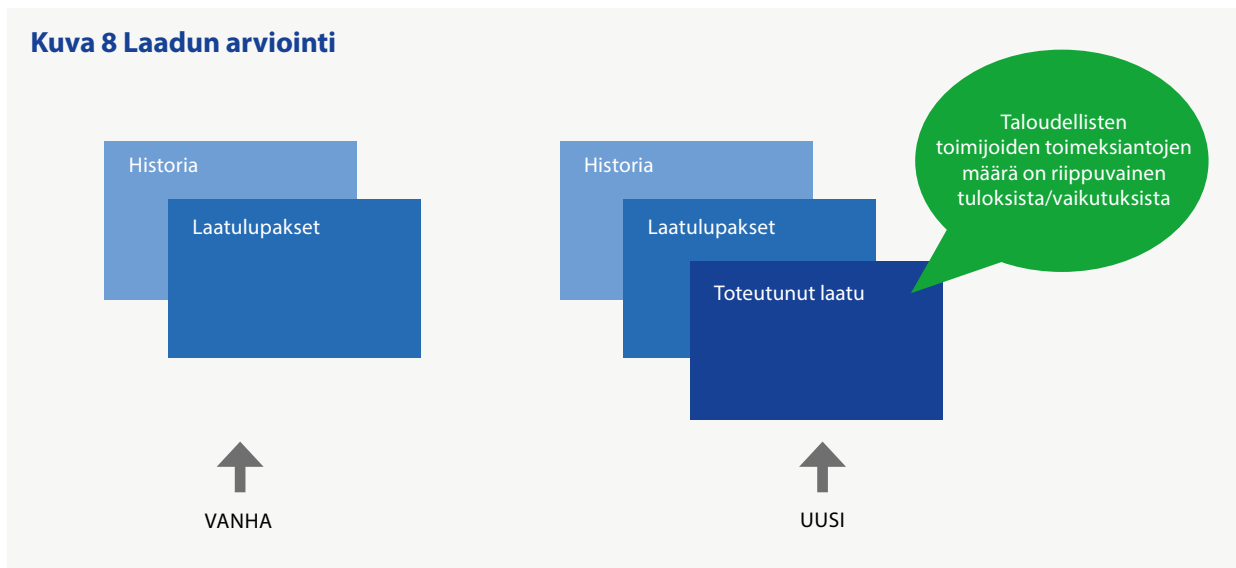 Kuva 8 Laadun arviointi
Historia
Laatulupakset
VANHA
Historia
Laatulupakset
Toteutunut laatu
Taloudellisten
toimijoiden toimeksiantojen
määrä on riippuvainen
tuloksista/vaikutuksista
UUSI